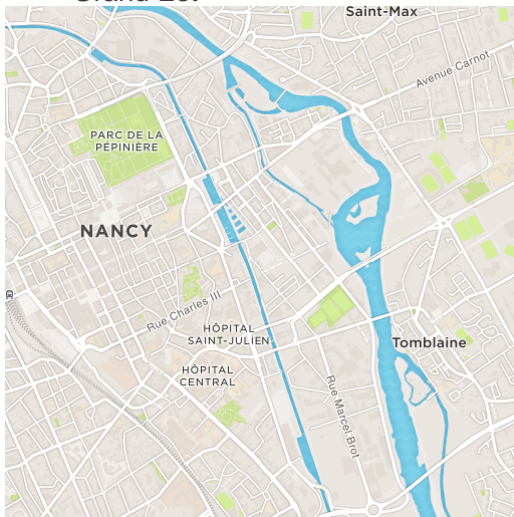 Saint-Max
Avenue Carnot
PARC DE LA
PÉPINIÈRE
NANCY
Rue Charles III
HÔPITAL
SAINT-JULIEN
Tomblaine
HÔPITAL
CENTRAL
Rue Marcel Brot